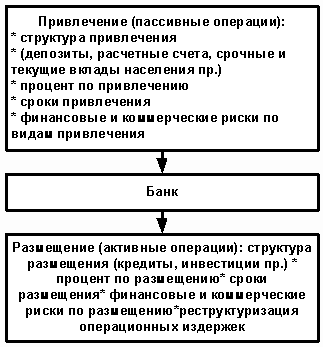 Привлечение (пассивные операции):
* структура привлечения
* (депозиты, расчетные счета, срочные и
текущие вклады населения пр.)
* процент по привлечению
* сроки привлечения
* финансовые и коммерческие риски по
видам привлечения
Банк
Размещение (активные операции): структура
размещения (кредиты, инвестиции пр.) *
процент по размещению* сроки
размещения* финансовые и коммерческие
риски по размещению*реструктуризация
операционных издержек